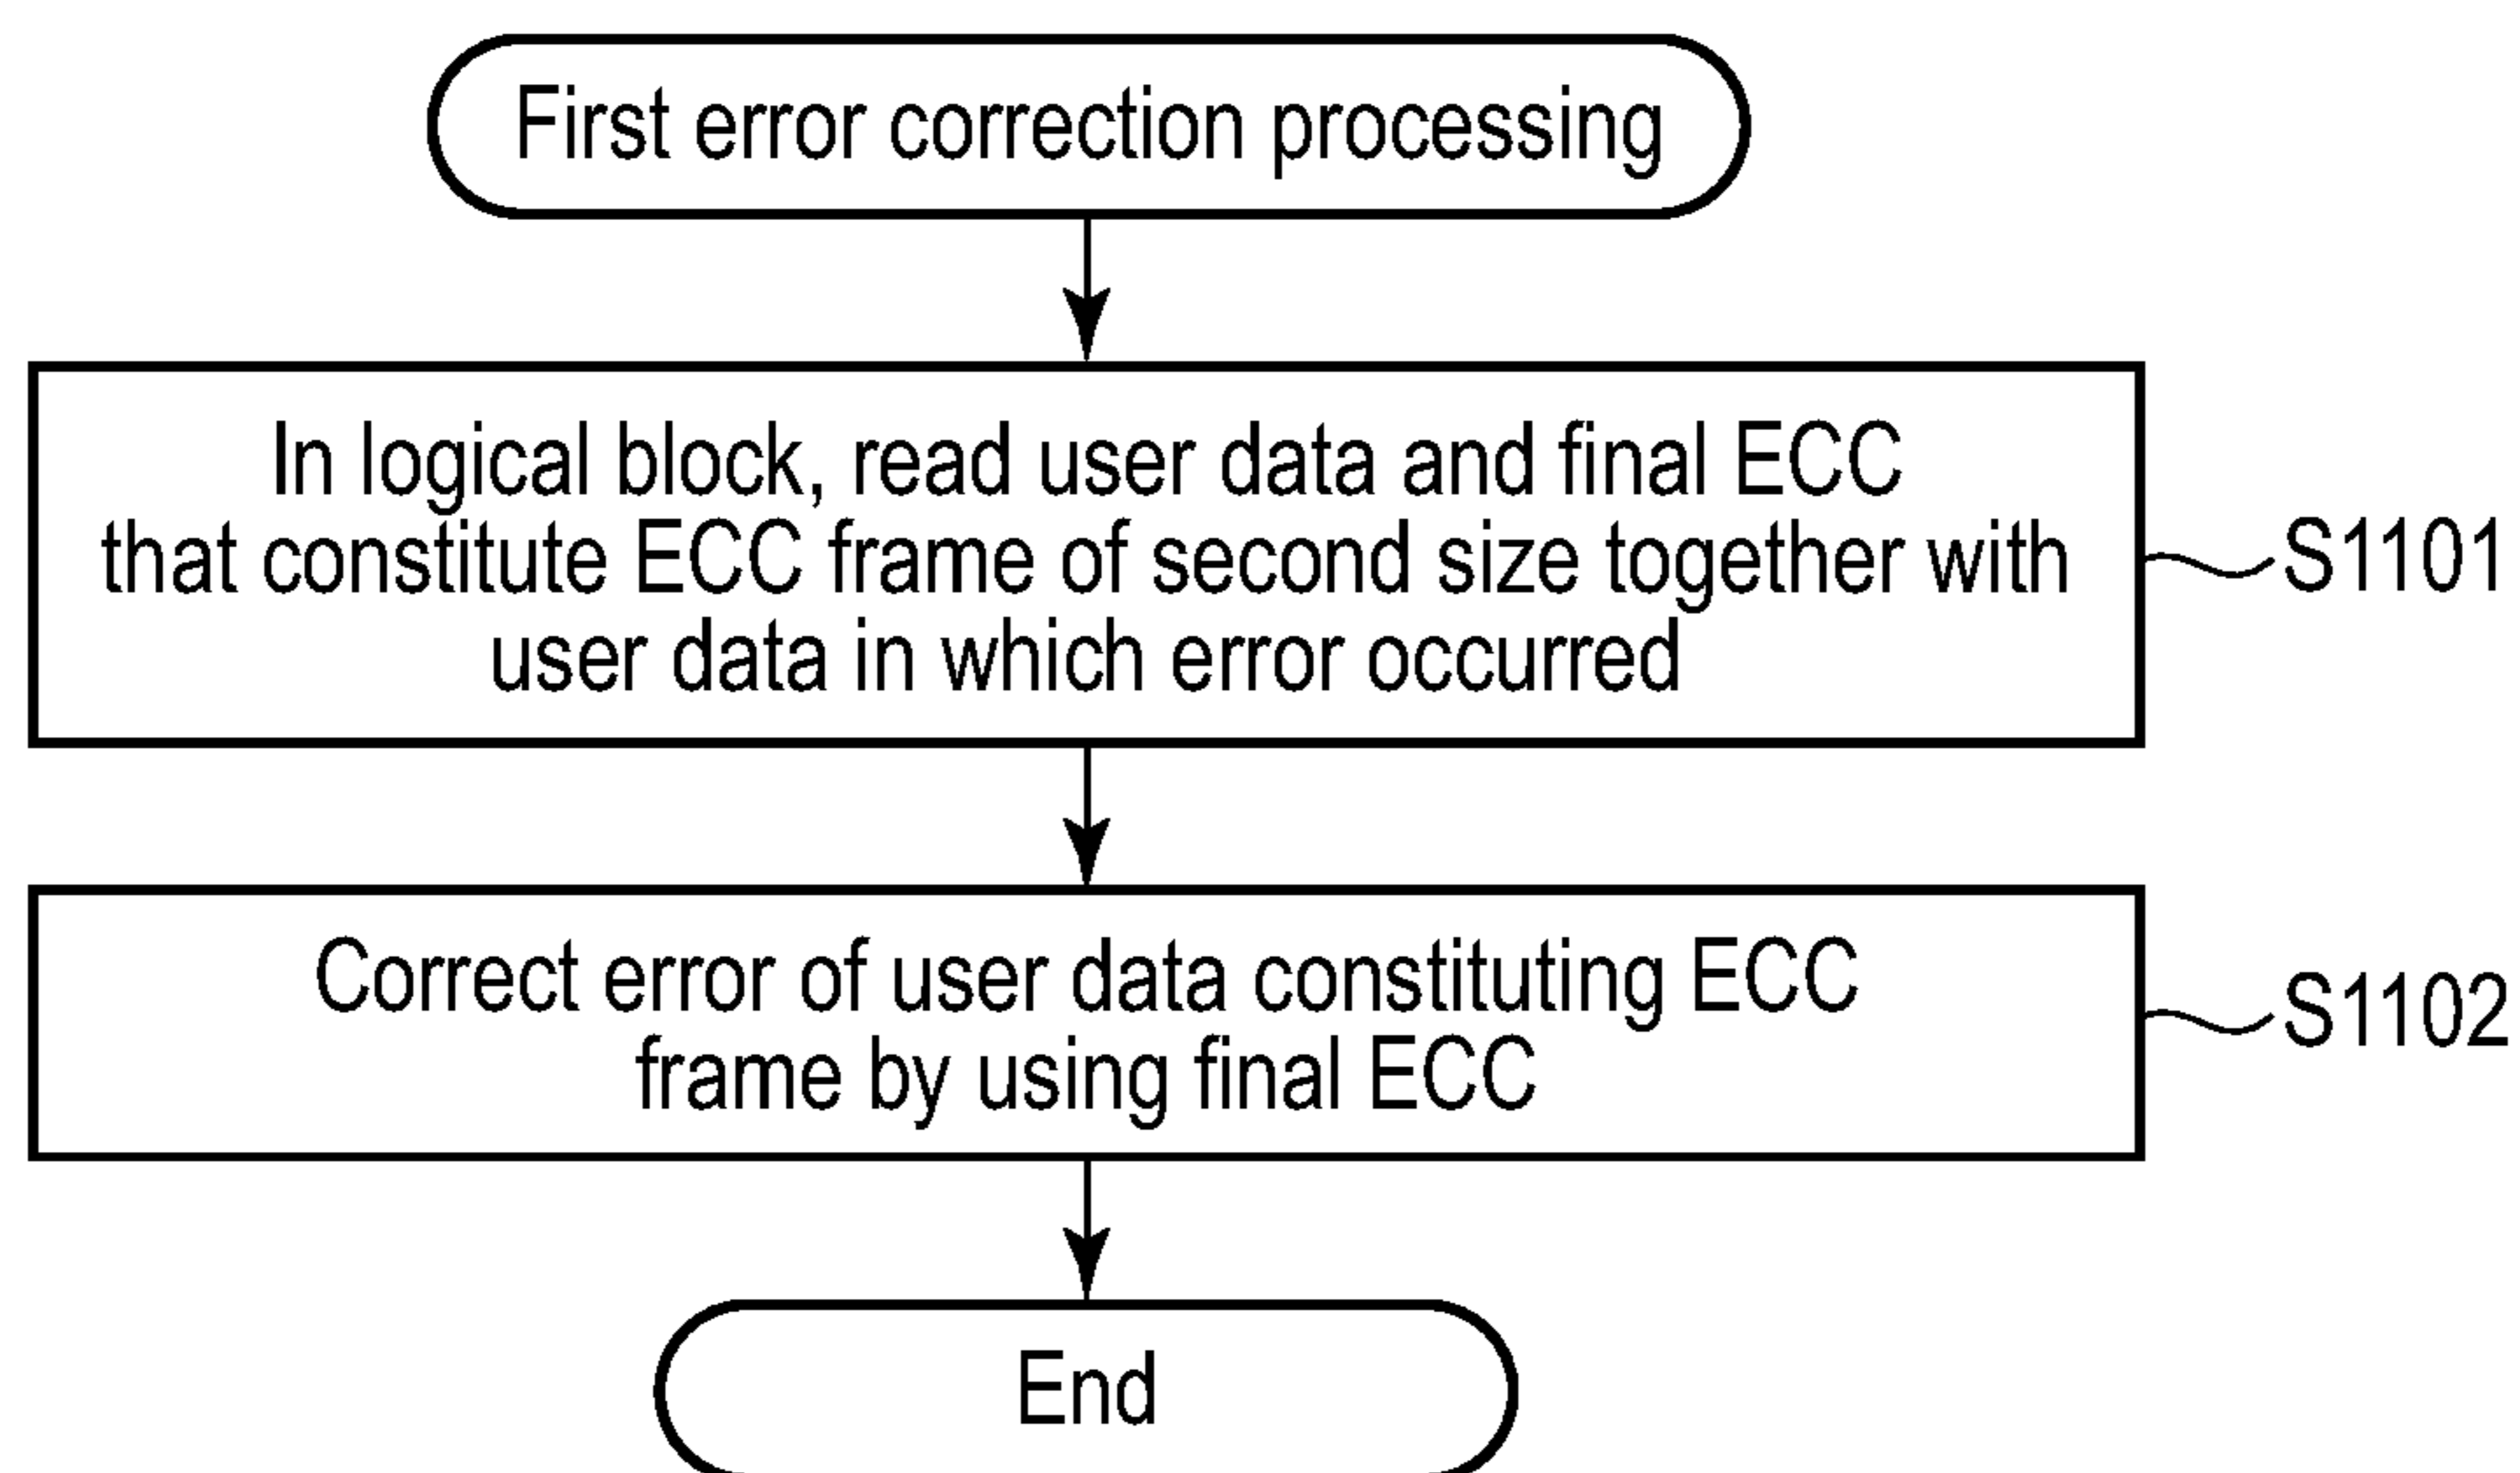 First error correction processing
In logical block, read user data and final ECC
that constitute ECC frame of second size together with
user data in which error occurred
S1101
Correct error of user data constituting ECC
frame by using final ECC
S1102
End